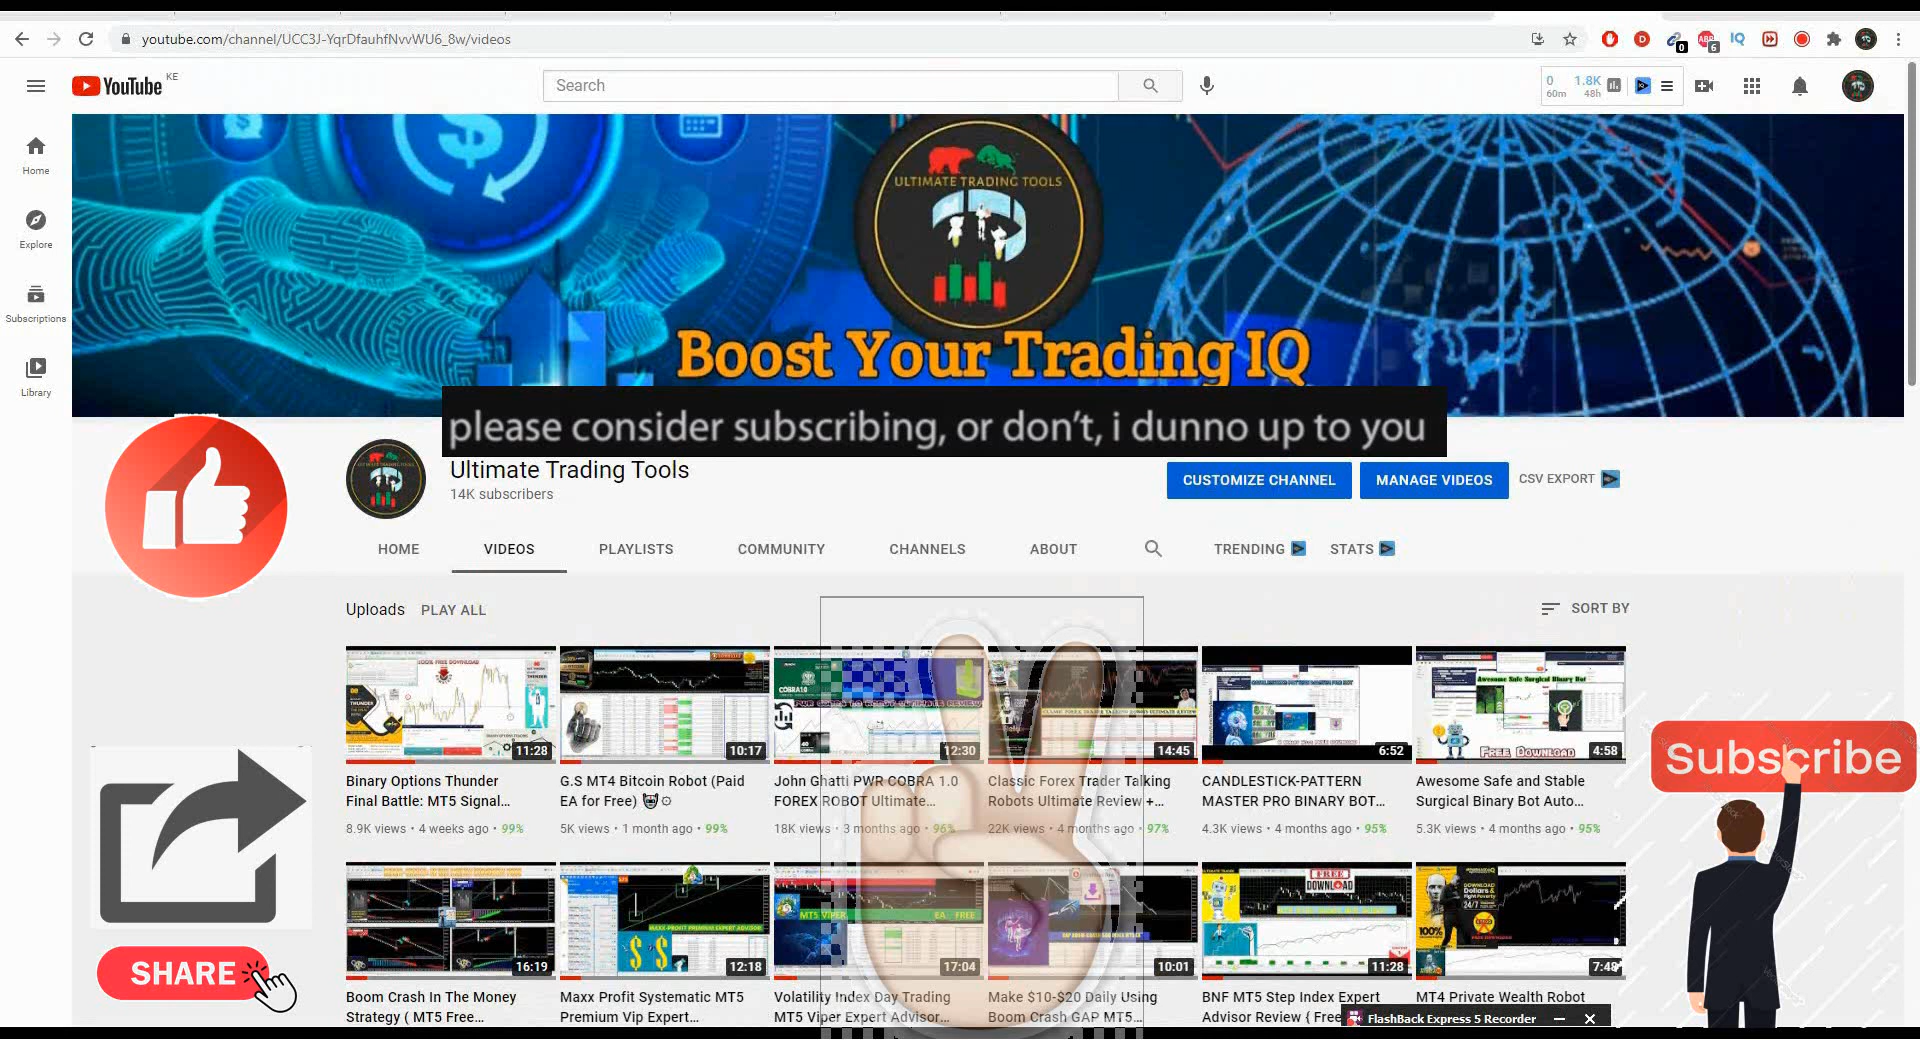 youtube.com/channel/UCC3J-YqrDfauhfNvvWU6_8w/videos
YouTube KE
Search
0 1.8K
60m 48h
Home
Explore
Subscriptions
Library
ULTIMATE TRADING TOOLS
Boost Your Trading IQ
please consider subscribing, or don't, i dunno up to you
Ultimate Trading Tools
14K subscribers
CUSTOMIZE CHANNEL MANAGE VIDEOS CSV EXPORT
HOME VIDEOS PLAYLISTS COMMUNITY CHANNELS ABOUT TRENDING STATS
Uploads PLAY ALL SORT BY
11:28 10:17 12:30 14:45 6:52 4:58
Binary Options Thunder
Final Battle: MT5 Signal...
8.9K views • 4 weeks ago • 99%
G.S MT4 Bitcoin Robot (Paid
EA for Free)
5K views • 1 month ago • 99%
John Ghatti PWR COBRA 1.0
FOREX ROBOT Ultimate...
18K views • 3 months ago • 96%
Classic Forex Trader Talking
Robots Ultimate Review +...
22K views • 4 months ago • 97%
CANDLESTICK-PATTERN
MASTER PRO BINARY BOT...
4.3K views • 4 months ago • 95%
Awesome Safe and Stable
Surgical Binary Bot Auto...
5.3K views • 4 months ago • 95%
Subscribe
16:19 12:18 17:04 10:01 11:28 7:48
Boom Crash In The Money
Strategy ( MT5 Free...
Maxx Profit Systematic MT5
Premium Vip Expert...
Volatility Index Day Trading
MT5 Viper Expert Advisor...
Make $10-$20 Daily Using
Boom Crash GAP MT5...
BNF MT5 Step Index Expert
Advisor Review { Free
MT4 Private Wealth Robot
SHARE
FlashBack Express 5 Recorder